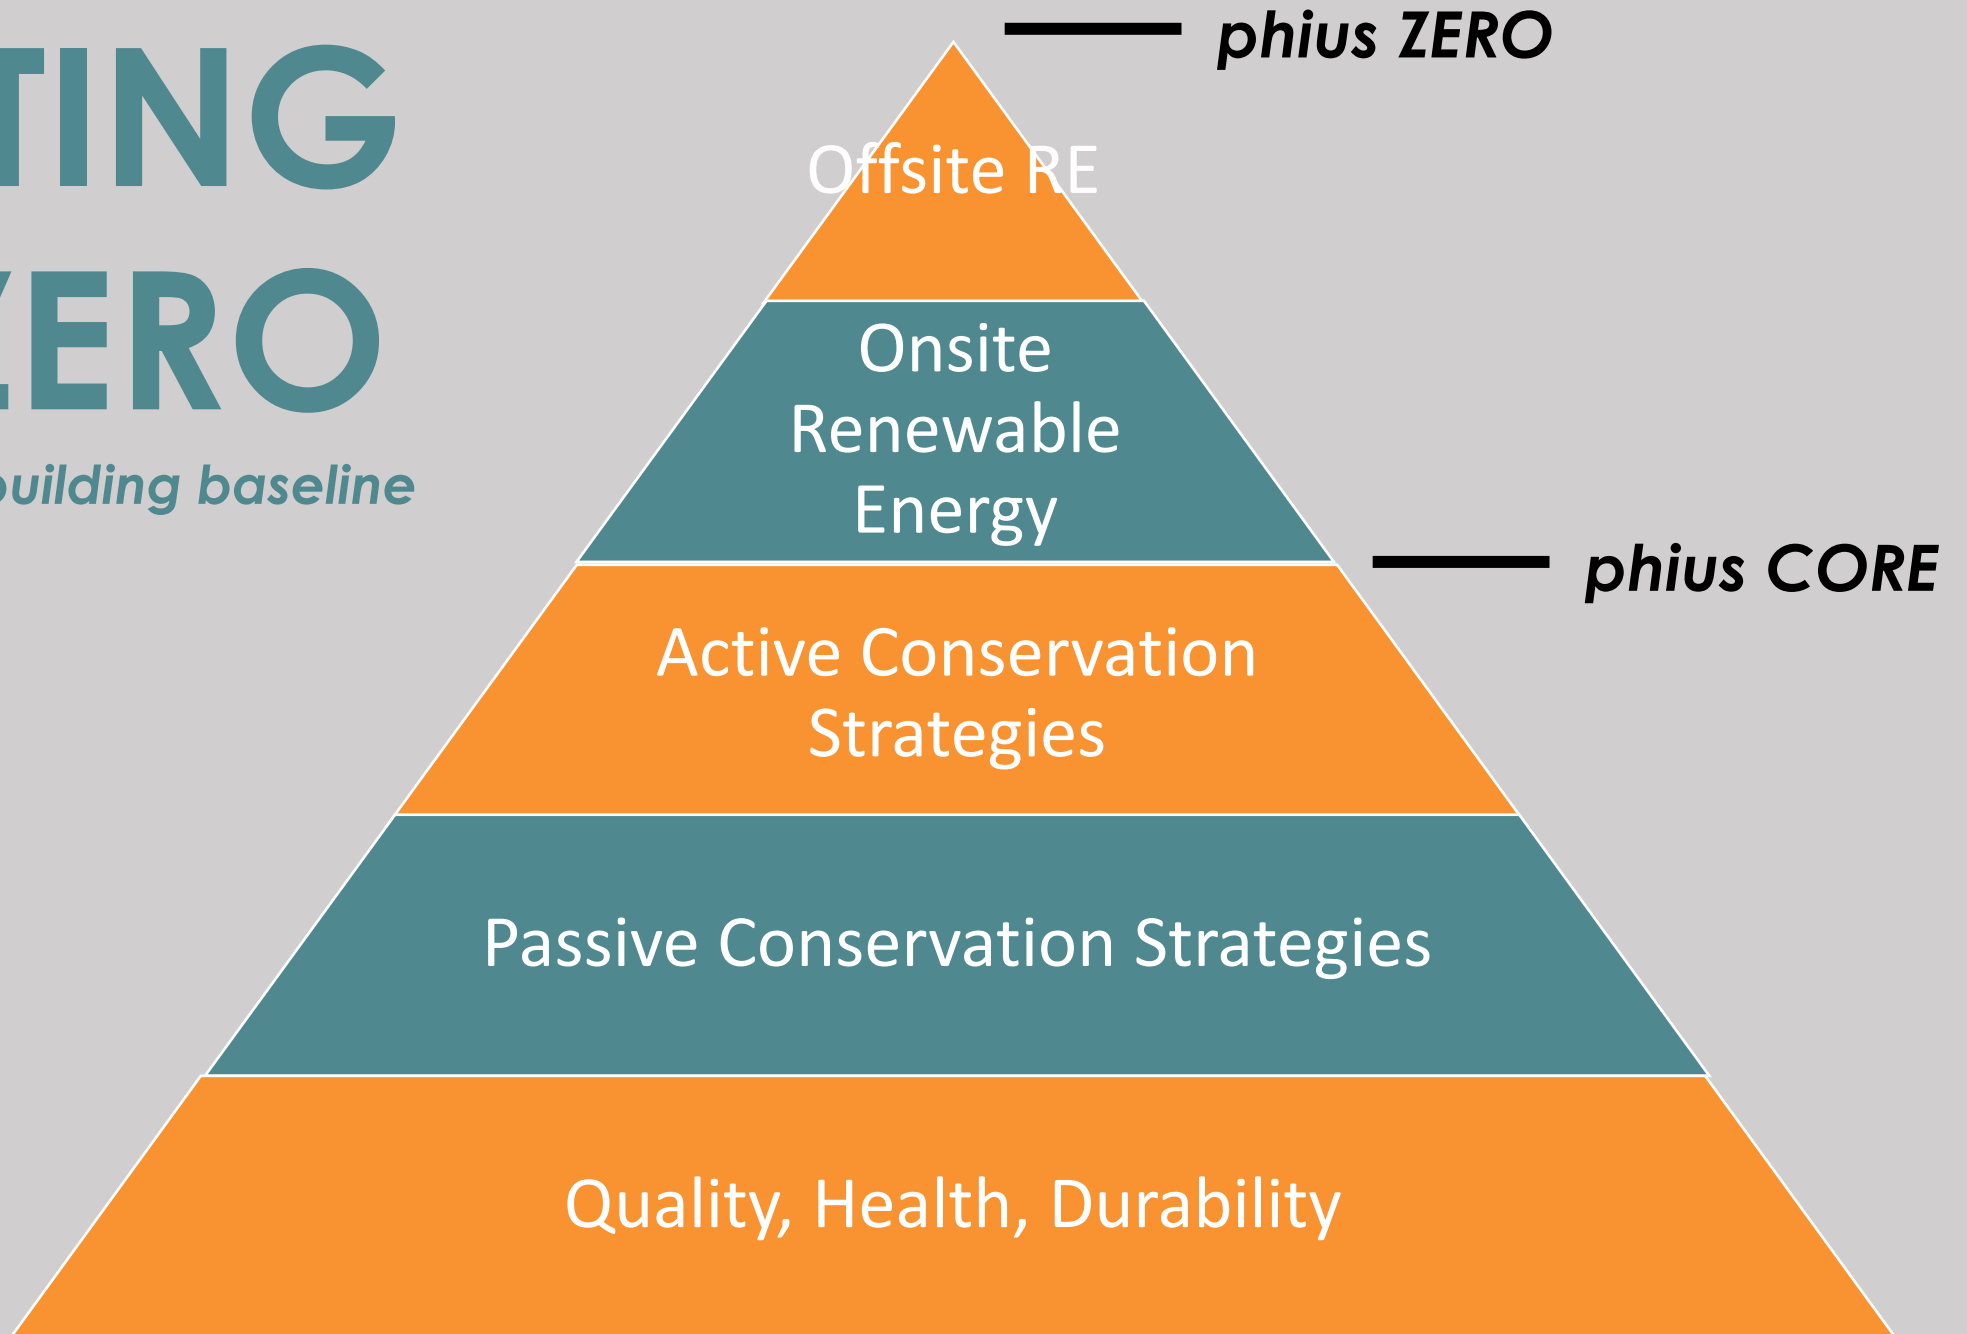 TING
ZERO
building baseline
phius ZERO
Offsite RE
Onsite
Renewable
Energy
phius CORE
Active Conservation
Strategies
Passive Conservation Strategies
Quality, Health, Durability